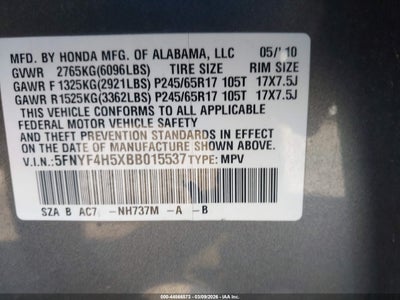 MFD. BY HONDA MFG. OF ALABAMA, LLC 05/10
GVWR 2765KG(6096LBS) TIRE SIZE RIM SIZE
GAWR F 1325KG(2921LBS) P245/65R17 105T 17X7.5J
GAWR R 1525KG(3362LBS) P245/65R17 105T 17X7.5J
THIS VEHICLE CONFORMS TO ALL APPLICABLE
FEDERAL MOTOR VEHICLE SAFETY AND
THEFT PREVENTION STANDARDS IN EFFECT ON
THE DATE OF MANUFACTURE SHOWN ABOVE.
V.I.N.: 5FNYF4H5XBB015537 TYPE: MPV
SZA B AC7 -NH737M -A -B
000-44566573 - 03/09/2026 - IAA Inc.